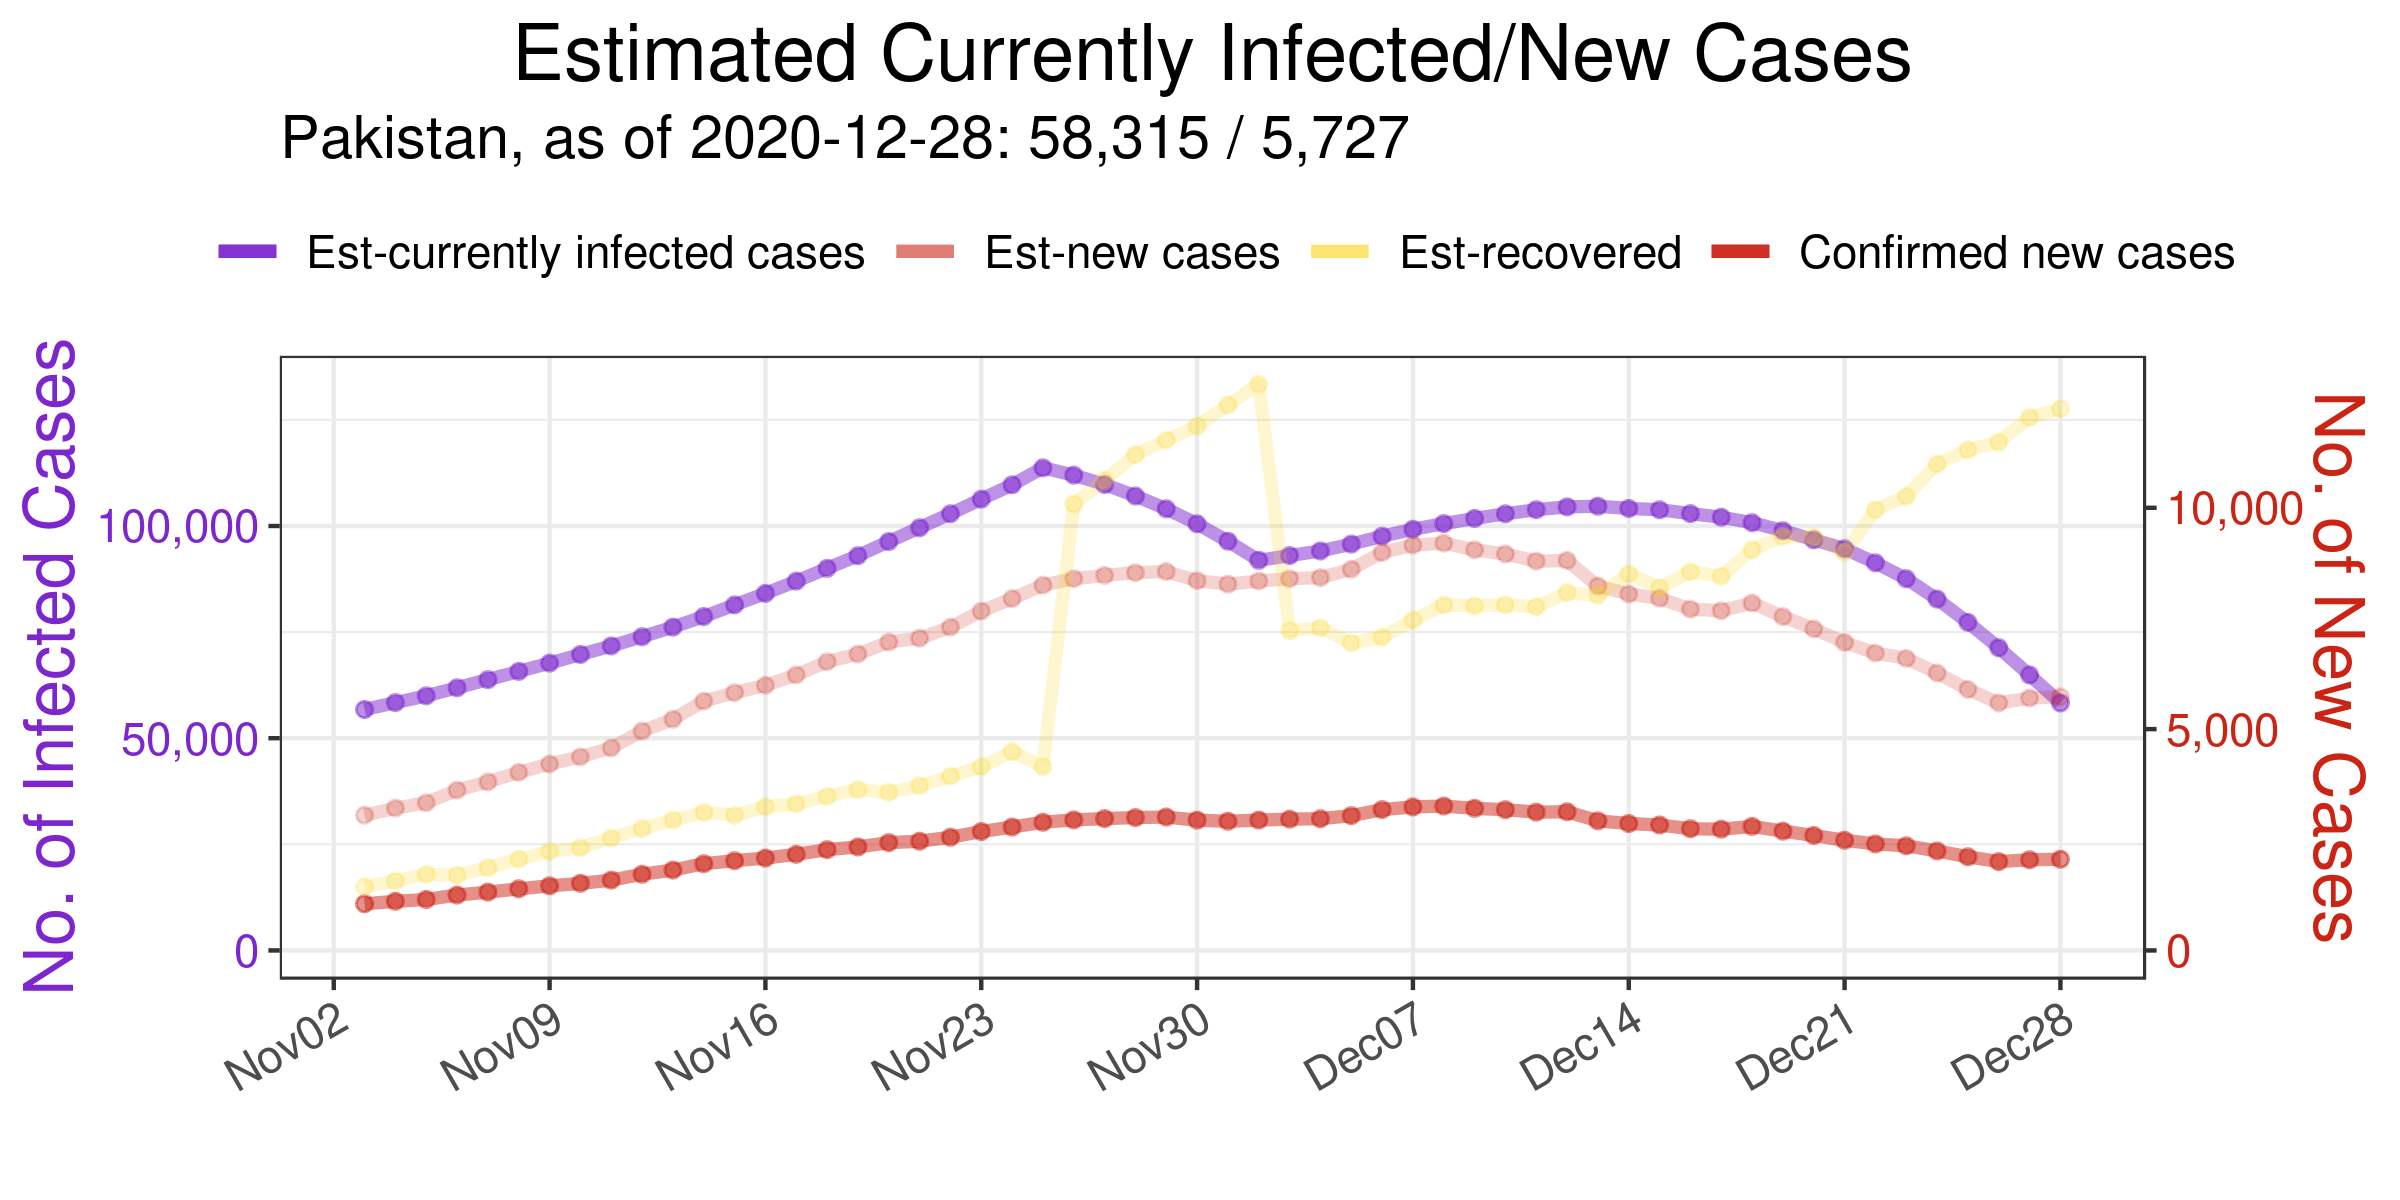 Estimated Currently Infected/New Cases
Pakistan, as of 2020-12-28: 58,315 / 5,727
Est-currently infected cases Est-new cases Est-recovered Confirmed new cases
No. of Infected Cases
100,000
50,000
0
10,000
5,000
0
No. of New Cases
Nov02 Nov09 Nov16 Nov23 Nov30 Dec07 Dec14 Dec21 Dec28